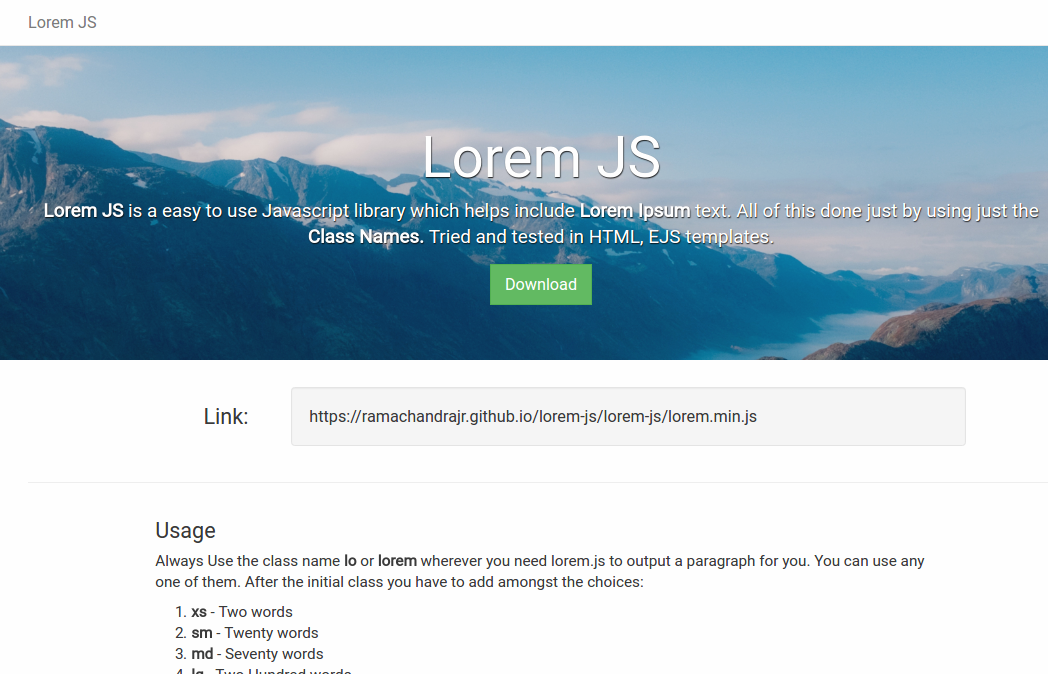 Lorem JS
Lorem JS
Lorem JS is a easy to use Javascript library which helps include Lorem Ipsum text. All of this done just by using just the
Class Names. Tried and tested in HTML, EJS templates.
Download
Link:
https://ramachandrajr.github.io/lorem-js/lorem-js/lorem.min.js
Usage
Always Use the class name lo or lorem wherever you need lorem.js to output a paragraph for you. You can use any
one of them. After the initial class you have to add amongst the choices:
1. xs - Two words
2. sm - Twenty words
3. md - Seventy words
4. lg - Two Hundred words